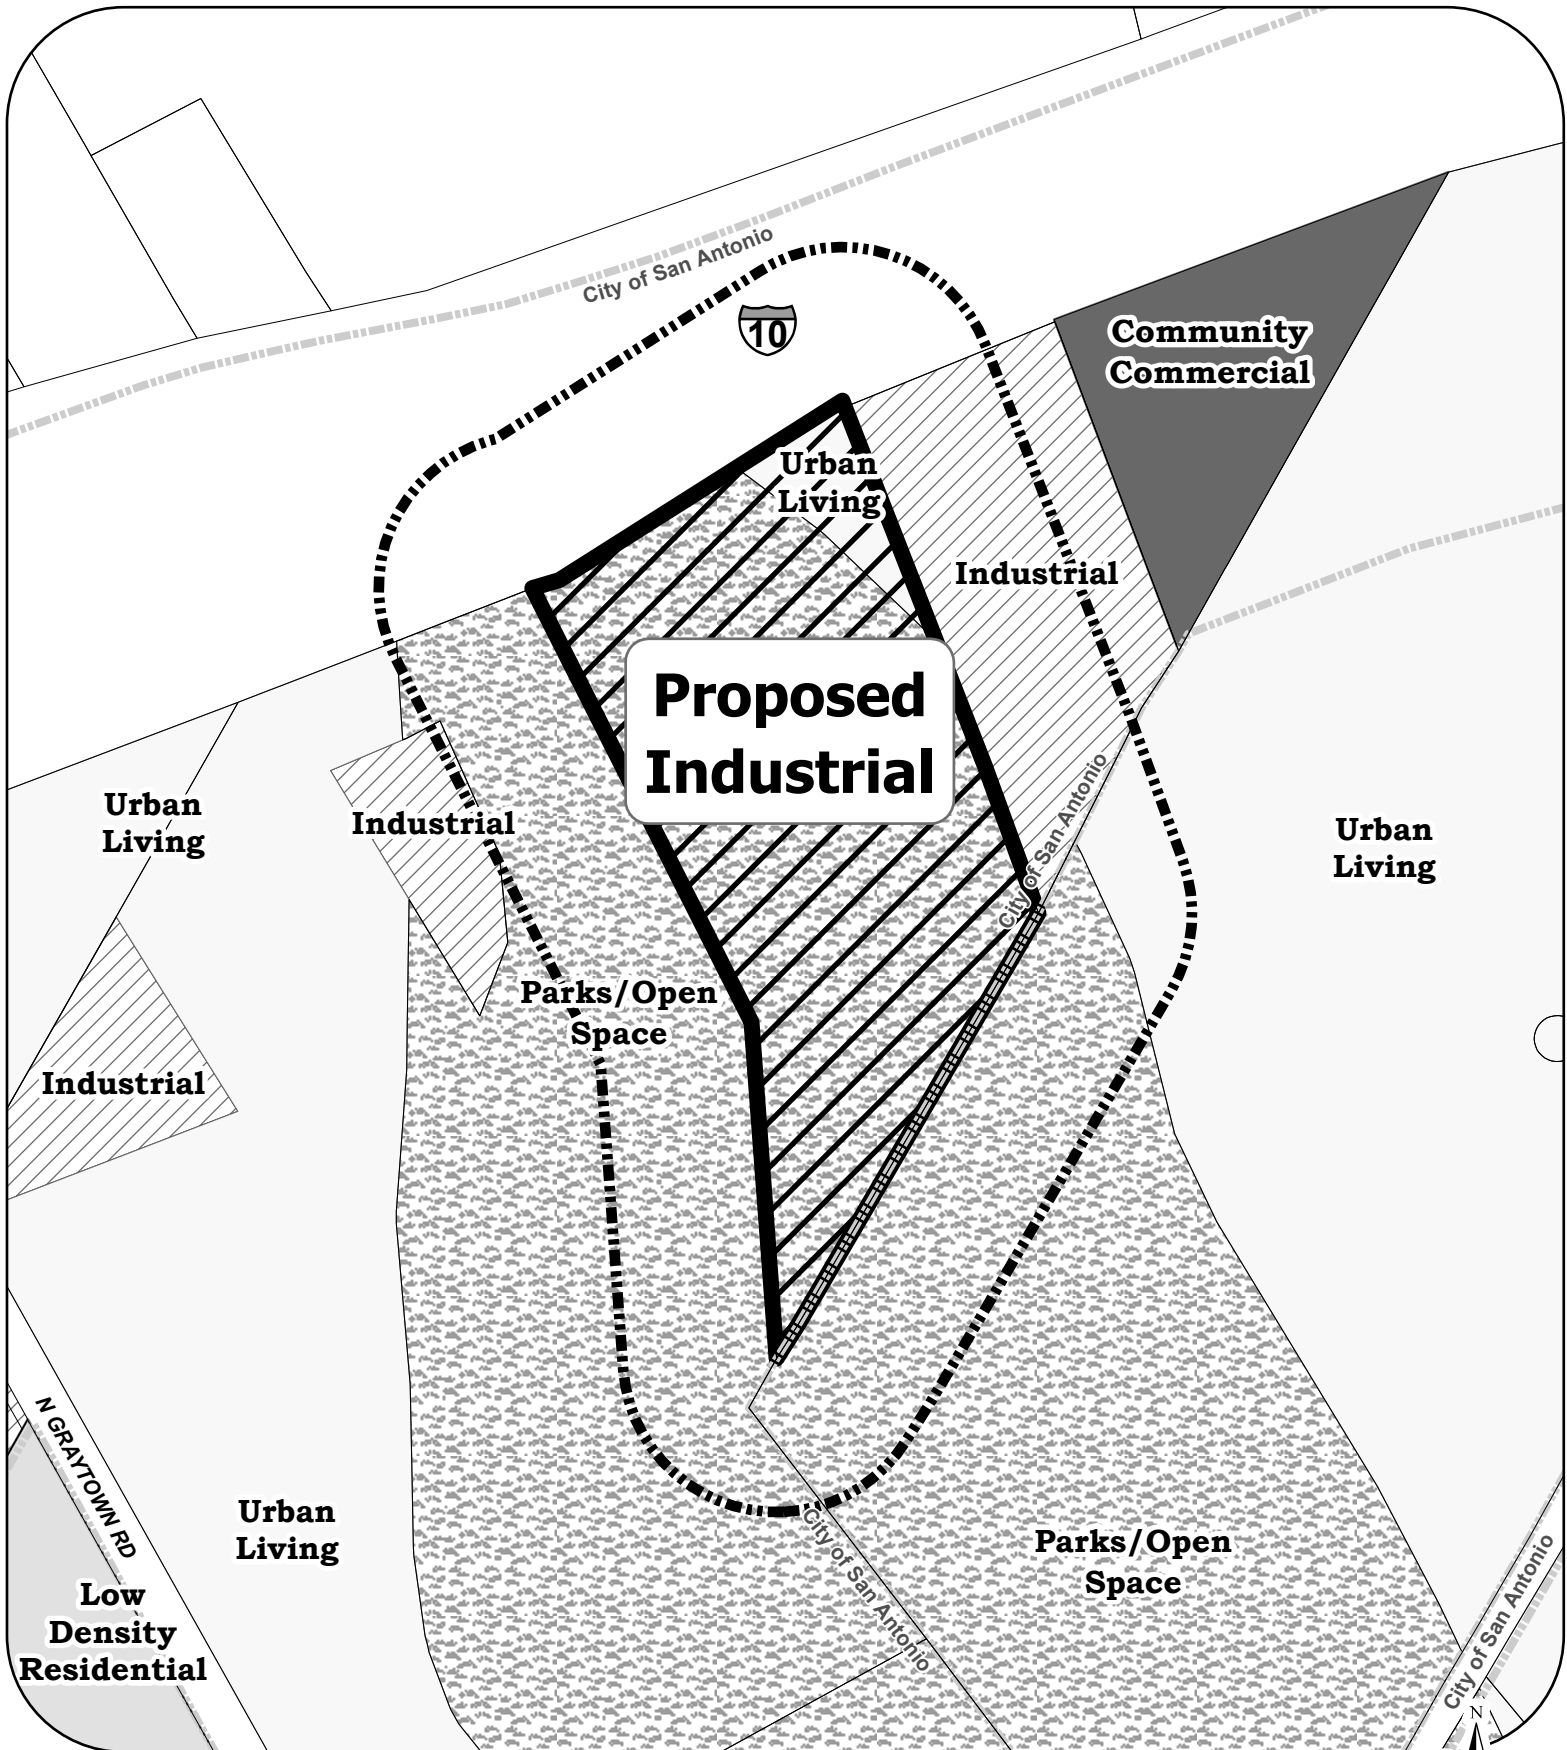 City of San Antonio
10
Community
Commercial
Urban
Living
Industrial
Proposed
Industrial
Urban
Living
Industrial
City of San Antonio
Urban
Living
Parks/Open
Space
Industrial
N GRAYTOWN RD
Urban
Living
City of San Antonio
Parks/Open
Space
City of San Antonio
Low
Density
Residential
N